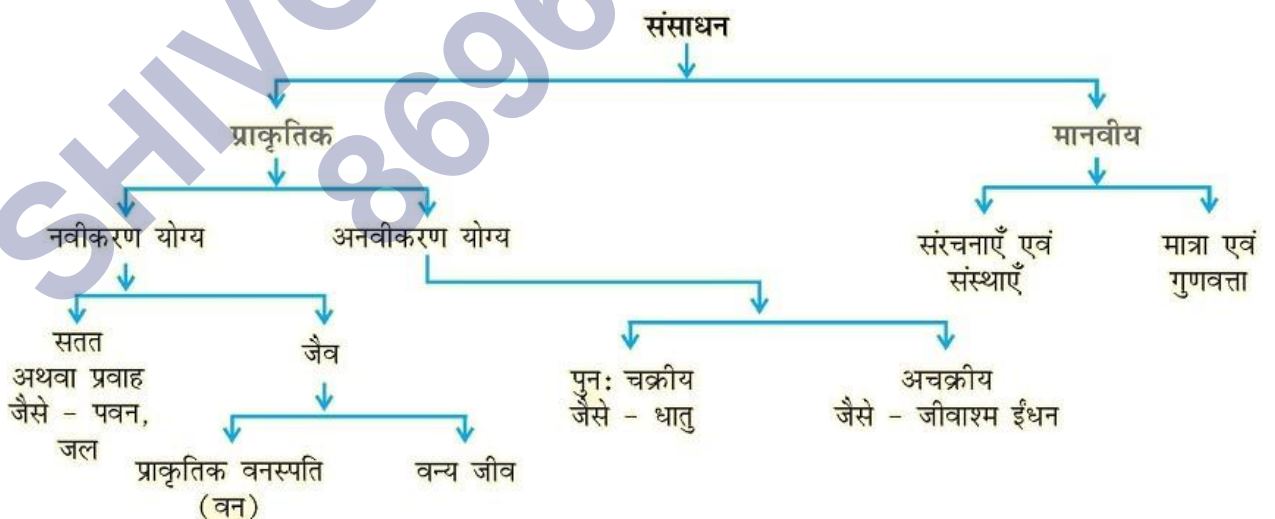 संसाधन
प्राकृतिक
मानवीय
नवीकरण योग्य
अनवीकरण योग्य
संरचनाएँ एवं
संस्थाएँ
मात्रा एवं
गुणवत्ता
सतत
अथवा प्रवाह
जैसे - पवन,
जल
जैव
पुन: चक्रीय
जैसे - धातु
अचक्रीय
जैसे - जीवाश्म ईंधन
प्राकृतिक वनस्पति
(वन)
वन्य जीव